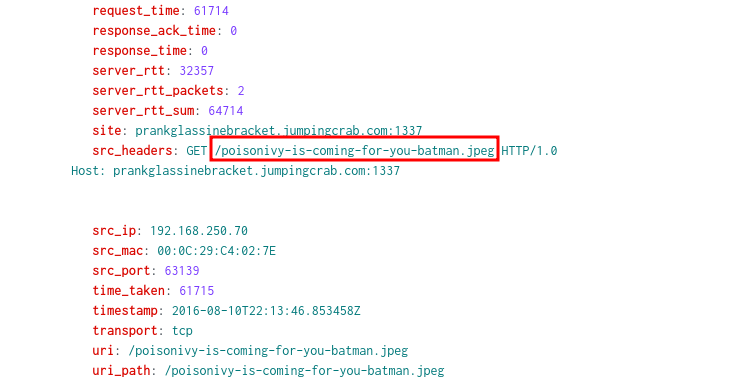 request_time: 61714
response_ack_time: 0
response_time: 0
server_rtt: 32357
server_rtt_packets: 2
server_rtt_sum: 64714
site: prankglassinebracket.jumpingcrab.com:1337
src_headers: GET /poisonivy-is-coming-for-you-batman.jpeg HTTP/1.0
Host: prankglassinebracket.jumpingcrab.com:1337
src_ip: 192.168.250.70
src_mac: 00:0C:29:C4:02:7E
src_port: 63139
time_taken: 61715
timestamp: 2016-08-10T22:13:46.853458Z
transport: tcp
uri: /poisonivy-is-coming-for-you-batman.jpeg
uri_path: /poisonivy-is-coming-for-you-batman.jpeg